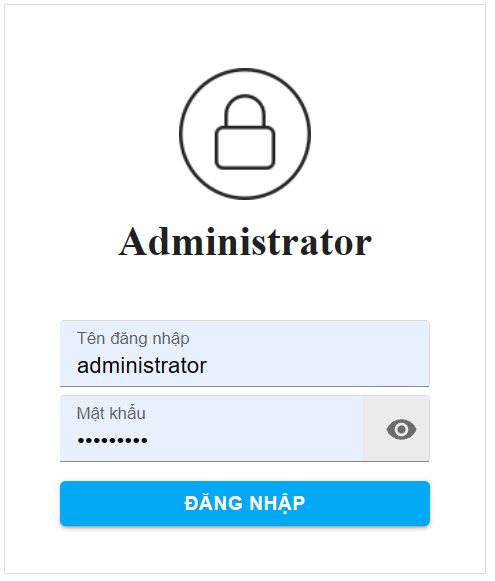 Administrator
Tên đăng nhập
administrator
Mật khẩu
•••••••••
ĐĂNG NHẬP